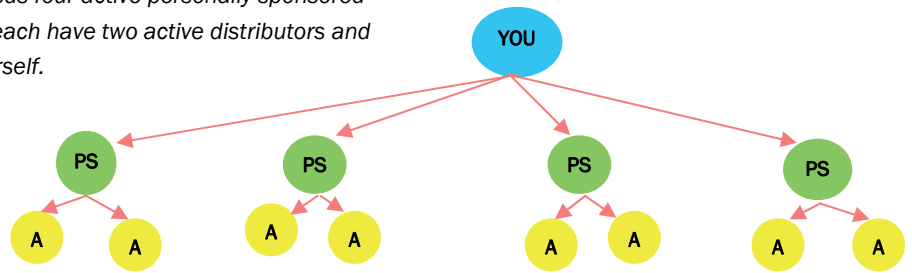 four active personally sponsored
each have two active distributors and
YOU
PS
PS
PS
PS
A
A
A
A
A
A
A
A